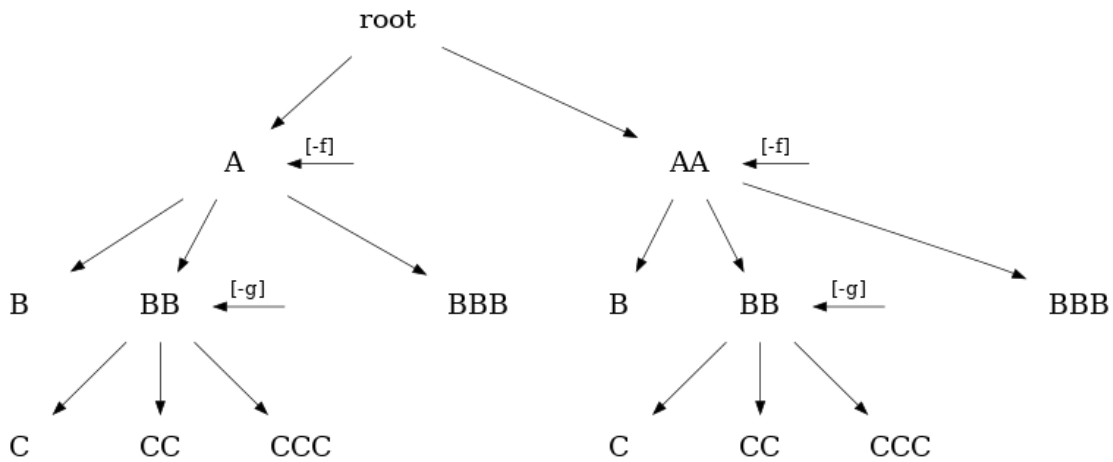 root
A [-f] AA [-f]
B BB [-g] BBB B BB [-g] BBB
C CC CCC C CC CCC